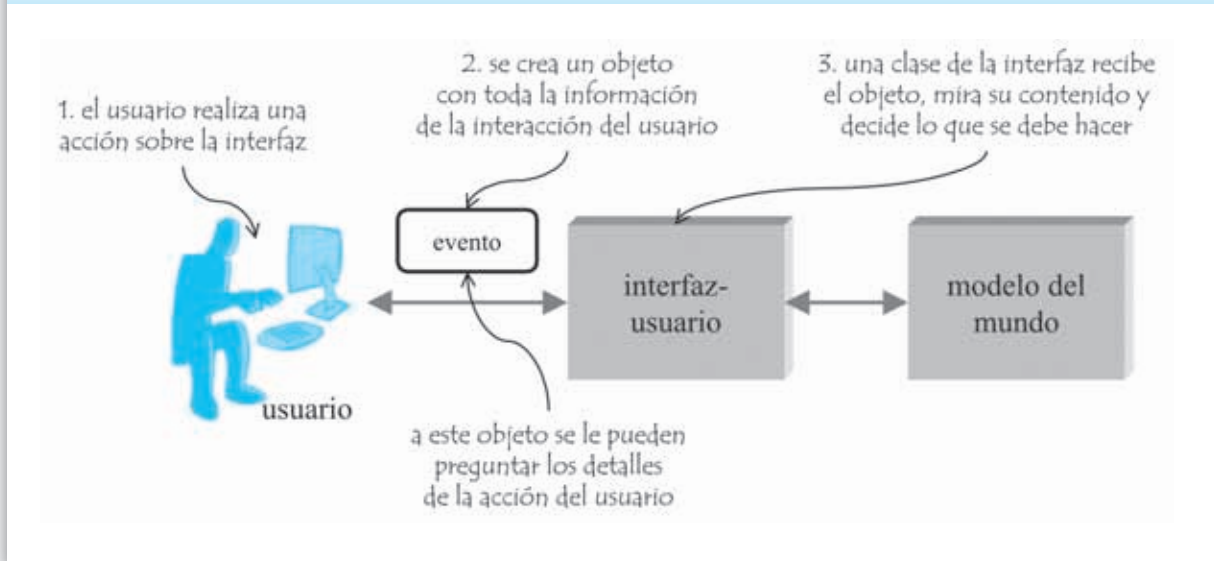 1. el usuario realiza una
acción sobre la interfaz
2. se crea un objeto
con toda la información
de la interacción del usuario
3. una clase de la interfaz recibe
el objeto, mira su contenido y
decide lo que se debe hacer
evento
interfaz-
usuario
modelo del
mundo
usuario
a este objeto se le pueden
preguntar los detalles
de la acción del usuario